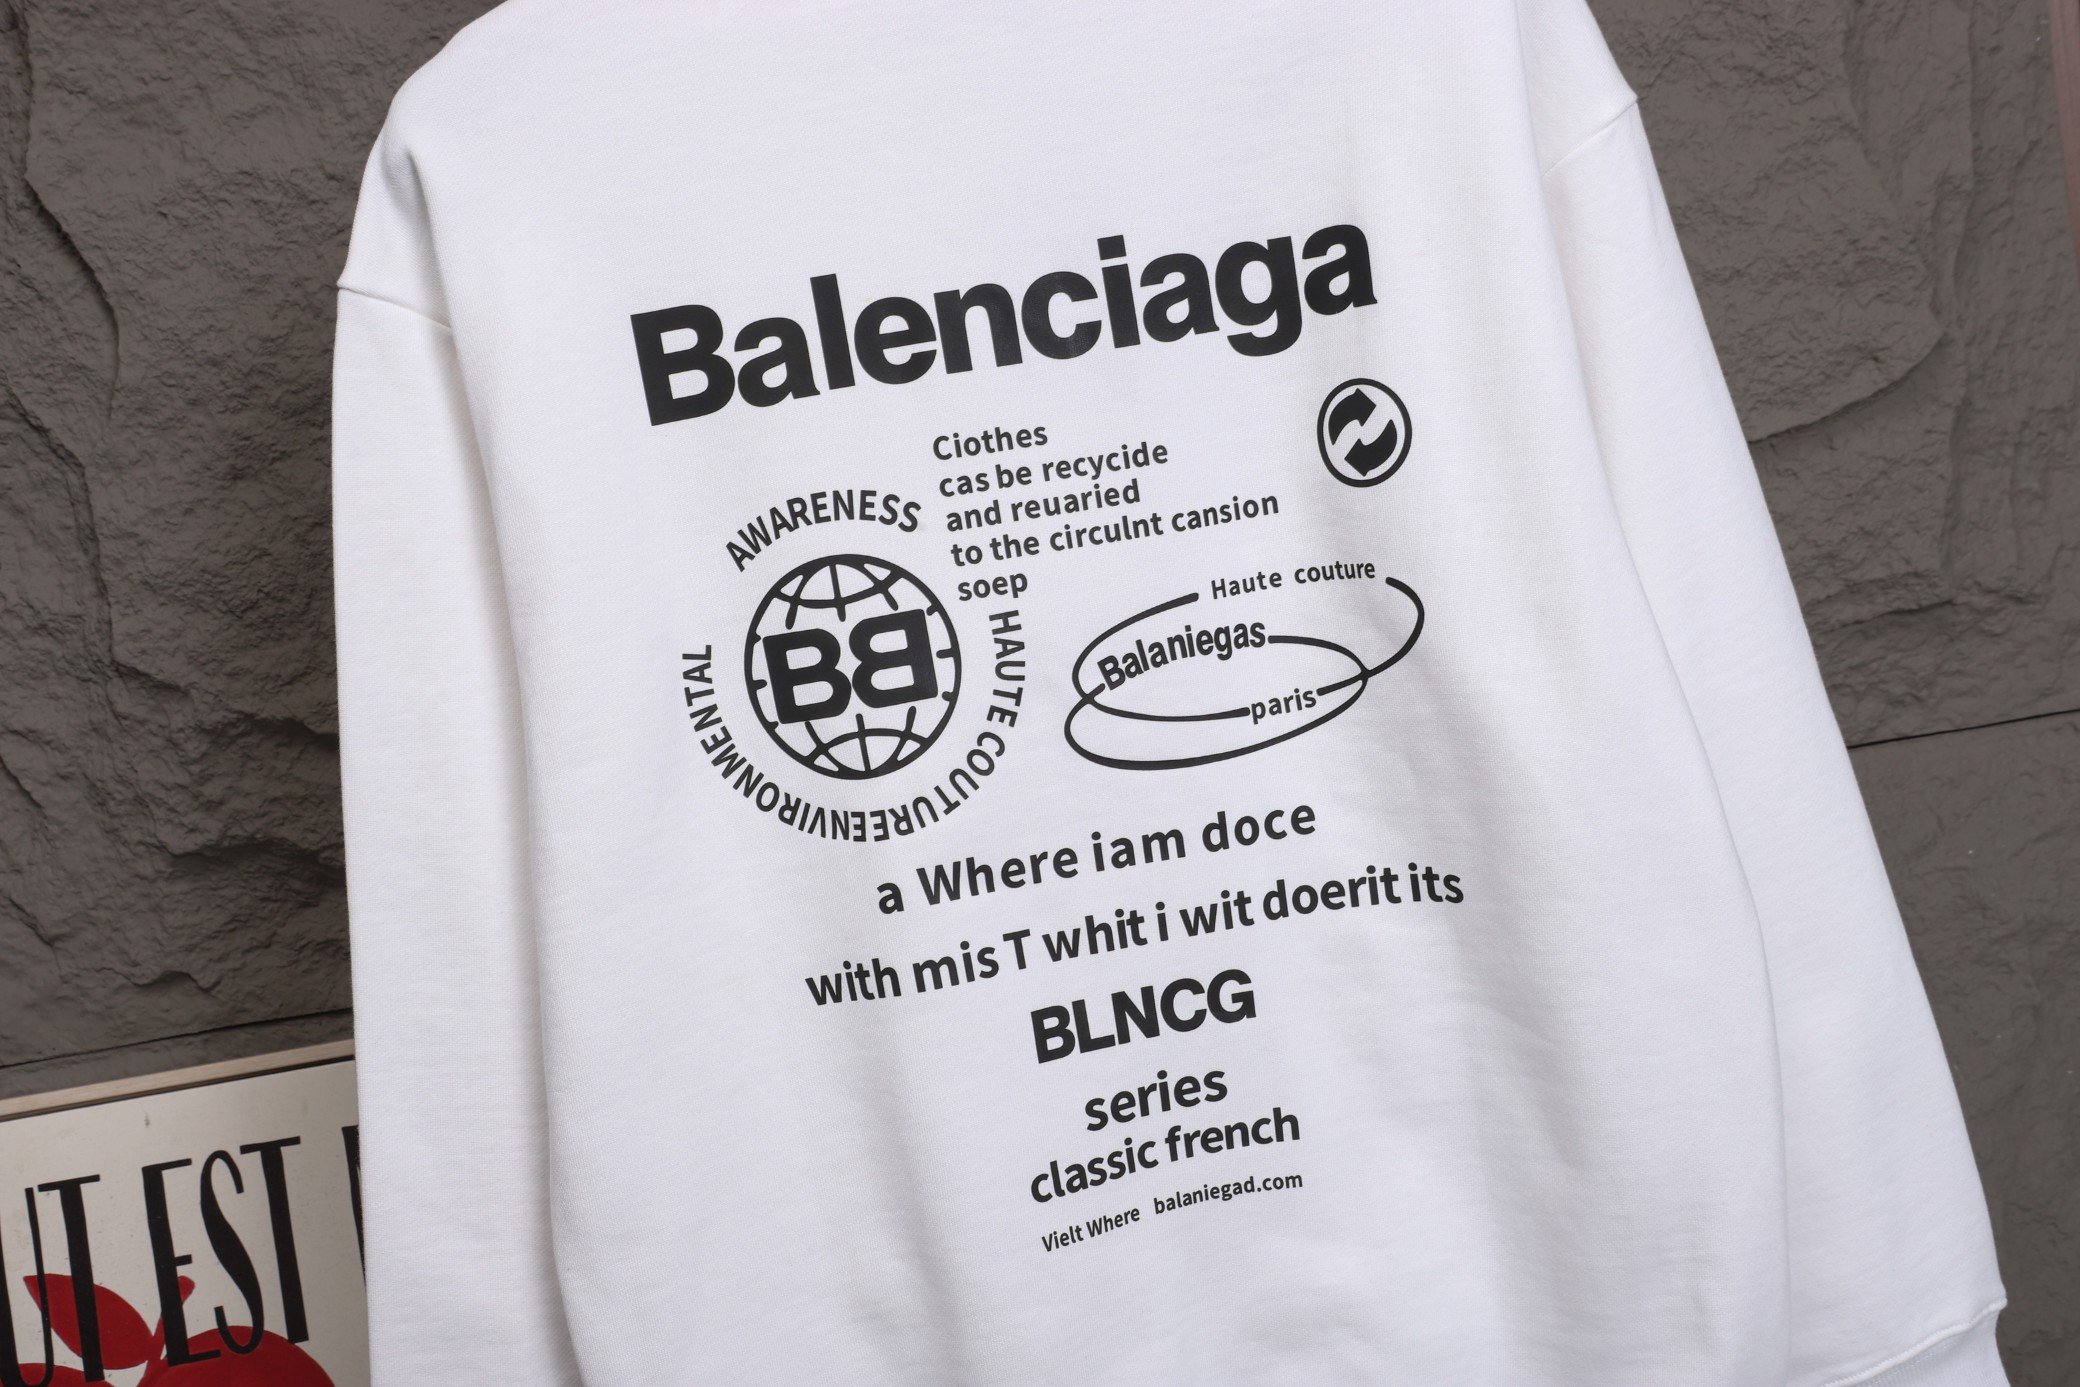 Balenciaga
Ciothes
cas be recycide
and reuaried
to the circulnt cansion
soep
AWARENESS
HAUTE COUTUREENVIRONMENTAL
BB
Haute couture
Balaniegas
paris
a Where iam doce
with mis T whit i wit doerit its
BLNCG
series
classic french
Vielt Where balaniegad.com
UT EST